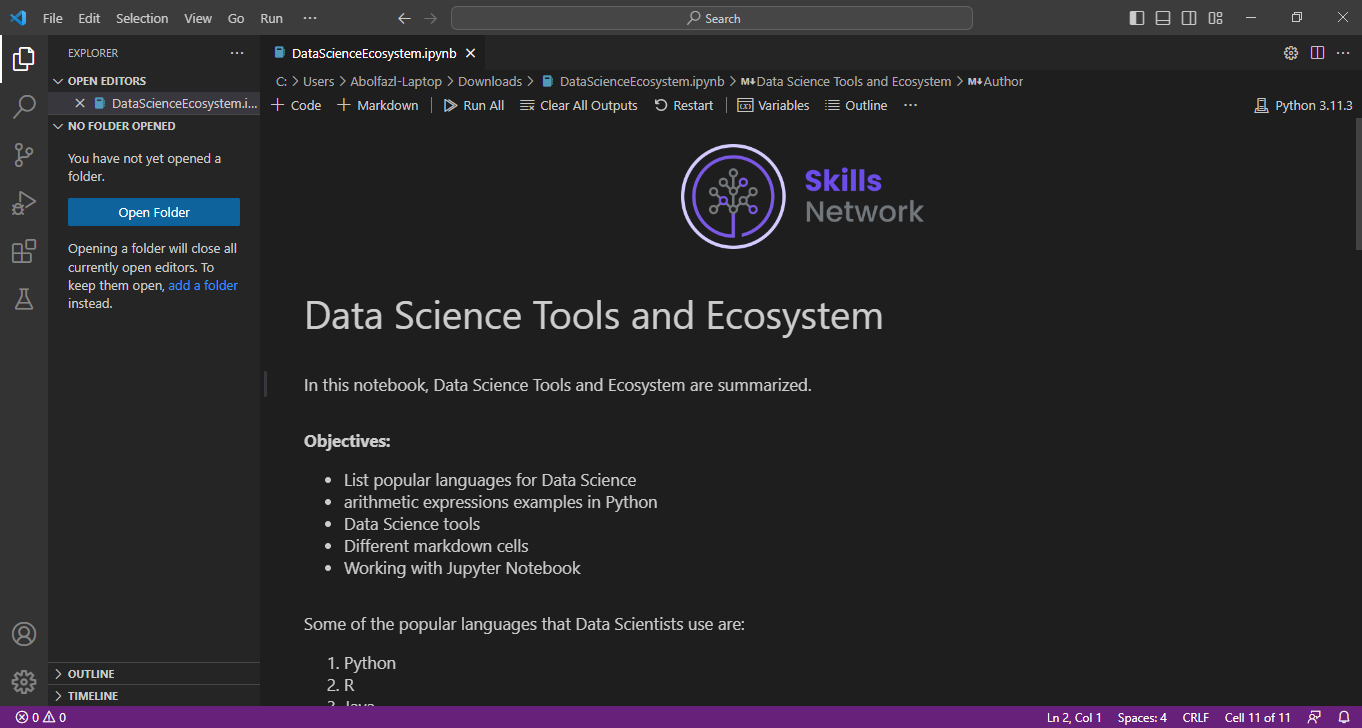 File Edit Selection View Go Run ···
Search
EXPLORER ···
OPEN EDITORS
DataScienceEcosystem.i...
NO FOLDER OPENED
You have not yet opened a
folder.
Open Folder
Opening a folder will close all
currently open editors. To
keep them open, add a folder
instead.
OUTLINE
TIMELINE
DataScienceEcosystem.ipynb
C: > Users > Abolfazl-Laptop > Downloads > DataScienceEcosystem.ipynb > M↓Data Science Tools and Ecosystem > M↓Author
+ Code + Markdown | Run All Clear All Outputs Restart | Variables Outline ··· Python 3.11.3
Skills
Network
Data Science Tools and Ecosystem
In this notebook, Data Science Tools and Ecosystem are summarized.
Objectives:
• List popular languages for Data Science
• arithmetic expressions examples in Python
• Data Science tools
• Different markdown cells
• Working with Jupyter Notebook
Some of the popular languages that Data Scientists use are:
1. Python
2. R
3. Java
0 0 Ln 2, Col 1 Spaces: 4 CRLF Cell 11 of 11